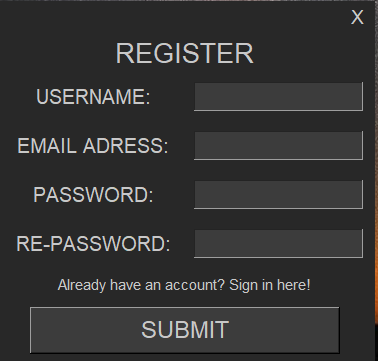 X
REGISTER
USERNAME:
EMAIL ADRESS:
PASSWORD:
RE-PASSWORD:
Already have an account? Sign in here!
SUBMIT